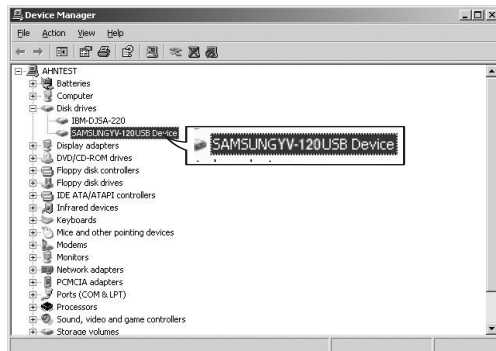 Device Manager
File Action View Help
AHNTEST
Batteries
Computer
Disk drives
IBM-DJSA-220
SAMSUNGYV-120USB Device
SAMSUNGYV-120USB Device
Display adapters
DVD/CD-ROM drives
Floppy disk controllers
Floppy disk drives
IDE ATA/ATAPI controllers
Infrared devices
Keyboards
Mice and other pointing devices
Modems
Monitors
Network adapters
PCMCIA adapters
Ports (COM & LPT)
Processors
Sound, video and game controllers
Storage volumes